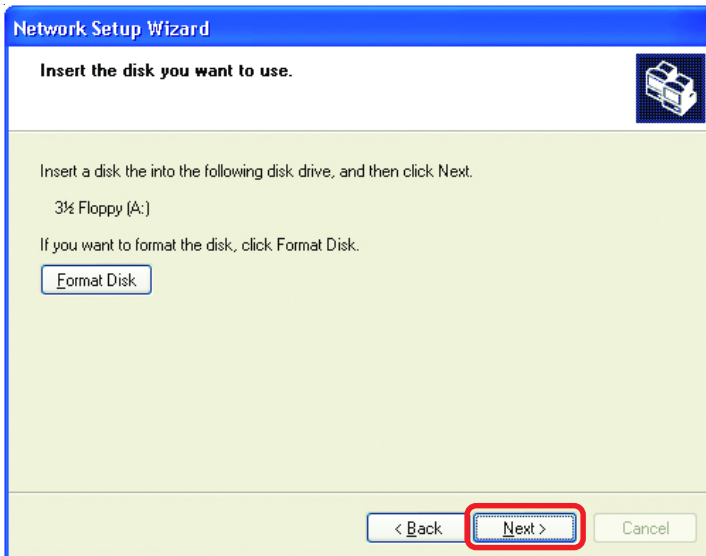 Network Setup Wizard
Insert the disk you want to use.
Insert a disk the into the following disk drive, and then click Next.
3½ Floppy (A:)
If you want to format the disk, click Format Disk.
Format Disk
< Back Next > Cancel